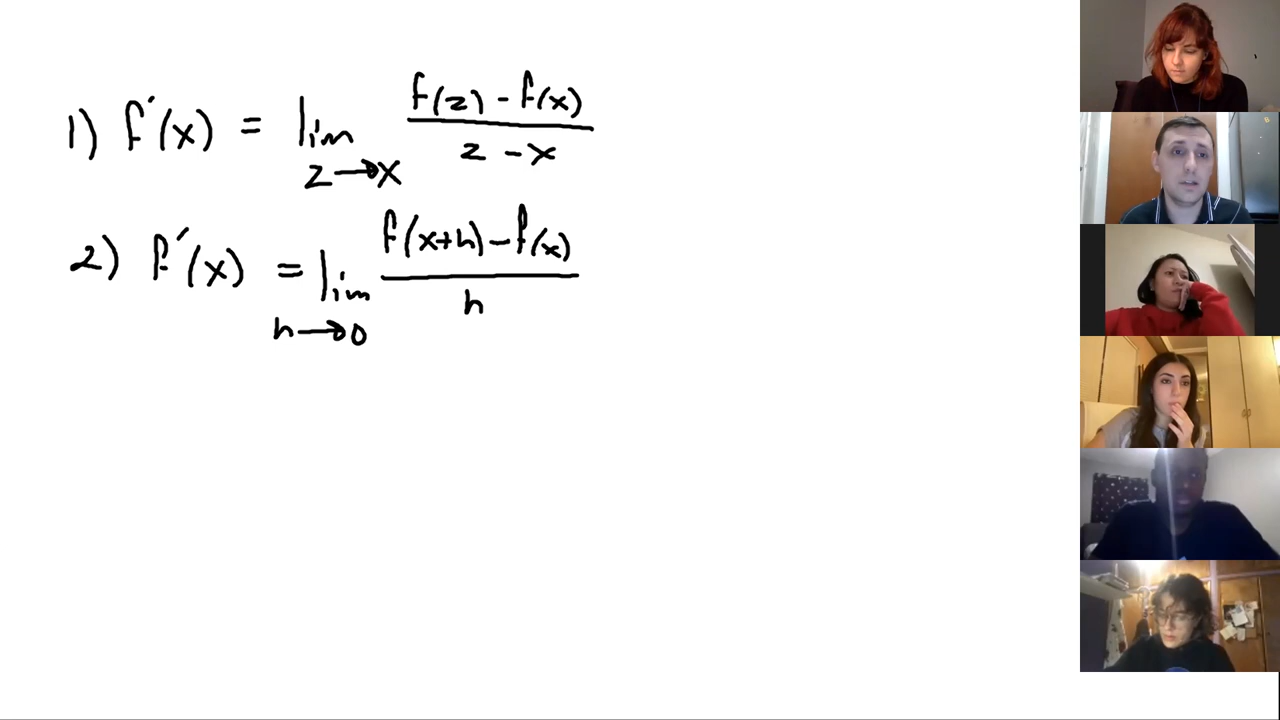 1) f'(x) = lim z→x f(z) - f(x) / z - x
2) f'(x) = lim h→0 f(x+h) - f(x) / h